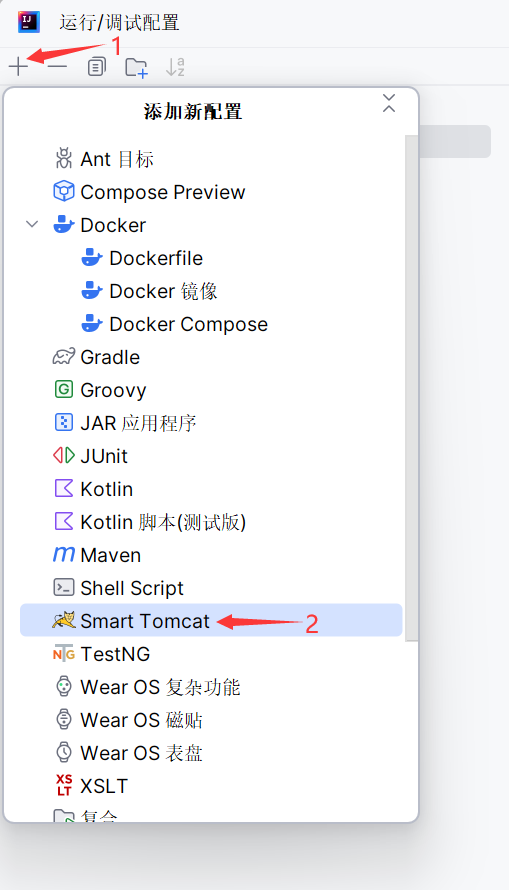 运行/调试配置
1
添加新配置
Ant 目标
Compose Preview
Docker
Dockerfile
Docker 镜像
Docker Compose
Gradle
Groovy
JAR 应用程序
JUnit
Kotlin
Kotlin 脚本(测试版)
Maven
Shell Script
Smart Tomcat 2
TestNG
Wear OS 复杂功能
Wear OS 磁贴
Wear OS 表盘
XSLT
复合